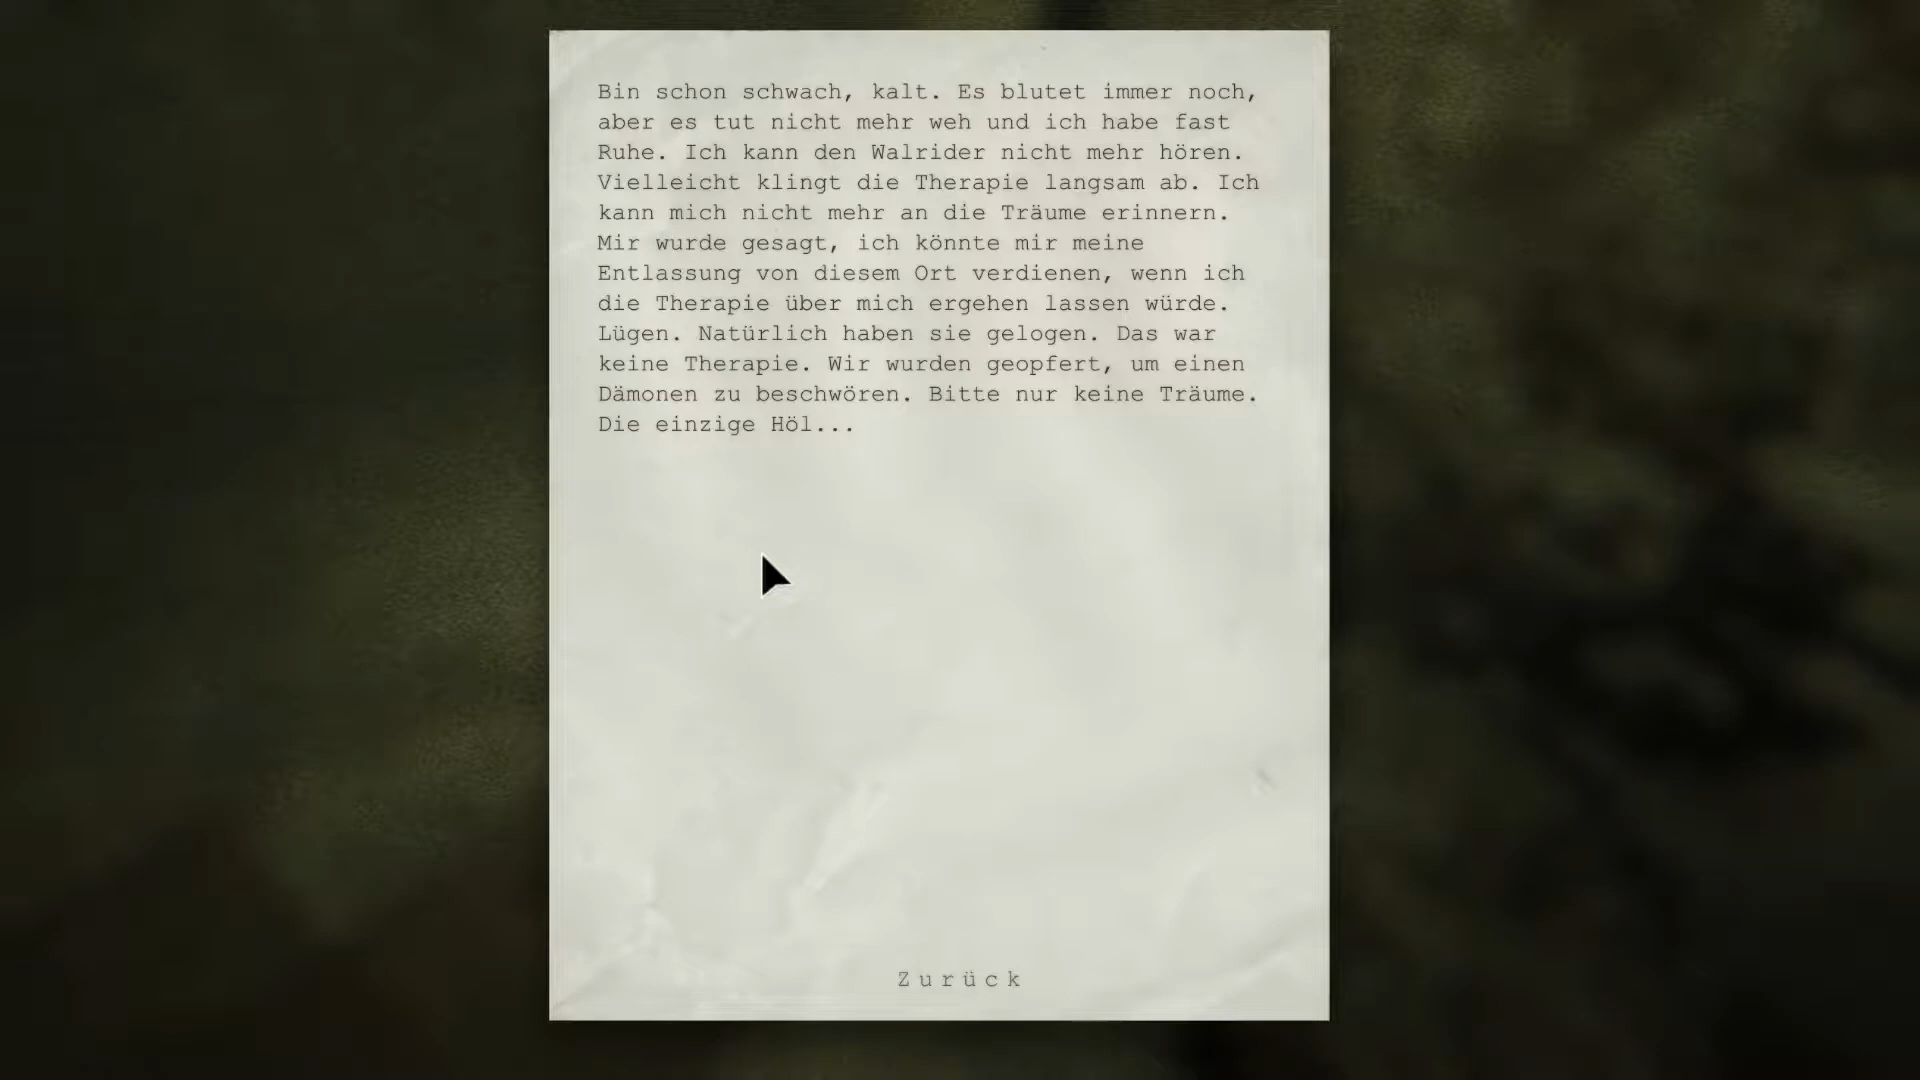 Bin schon schwach, kalt. Es blutet immer noch,
aber es tut nicht mehr weh und ich habe fast
Ruhe. Ich kann den Walrider nicht mehr hören.
Vielleicht klingt die Therapie langsam ab. Ich
kann mich nicht mehr an die Träume erinnern.
Mir wurde gesagt, ich könnte mir meine
Entlassung von diesem Ort verdienen, wenn ich
die Therapie über mich ergehen lassen würde.
Lügen. Natürlich haben sie gelogen. Das war
keine Therapie. Wir wurden geopfert, um einen
Dämonen zu beschwören. Bitte nur keine Träume.
Die einzige Höl...
Zurück